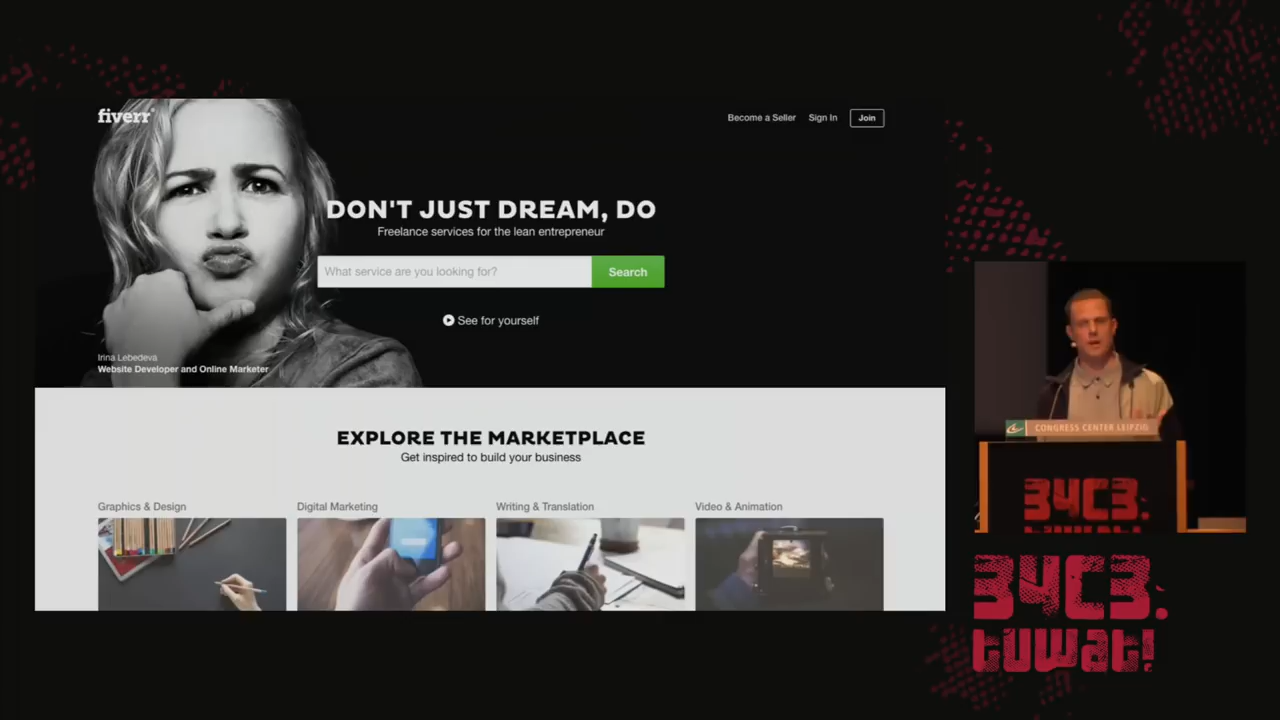 fiverr
Become a Seller Sign In Join
DON'T JUST DREAM, DO
Freelance services for the lean entrepreneur
What service are you looking for? Search
See for yourself
Irina Lebedeva
Website Developer and Online Marketer
EXPLORE THE MARKETPLACE
Get inspired to build your business
Graphics & Design Digital Marketing Writing & Translation Video & Animation
CONGRESS CENTER LEIPZIG
34C3.
34C3.
tuwat!